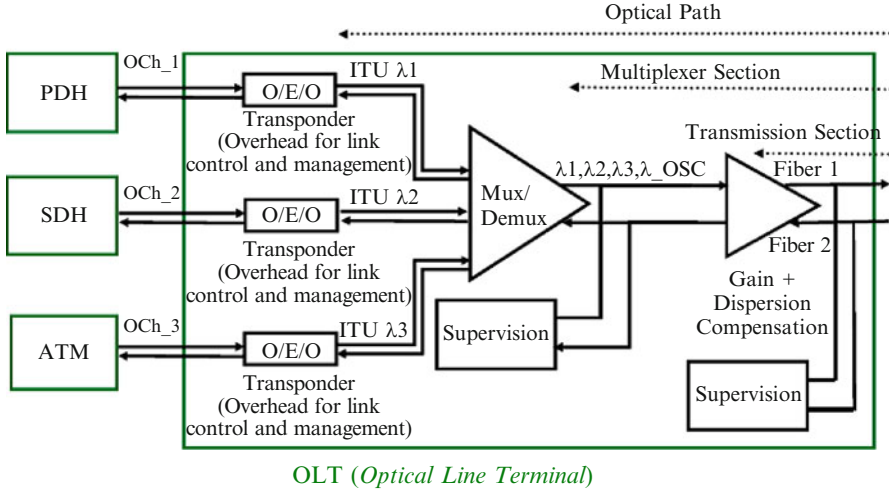 Optical Path
OCh_1
ITU λ1
Multiplexer Section
PDH
O/E/O
Transponder
(Overhead for link
control and management)
Transmission Section
OCh_2
ITU λ2
λ1,λ2,λ3,λ_OSC
Fiber 1
SDH
O/E/O
Mux/
Demux
Fiber 2
Transponder
(Overhead for link
control and management)
Gain +
Dispersion
Compensation
OCh_3
ITU λ3
Supervision
ATM
O/E/O
Transponder
(Overhead for link
control and management)
Supervision
OLT (Optical Line Terminal)